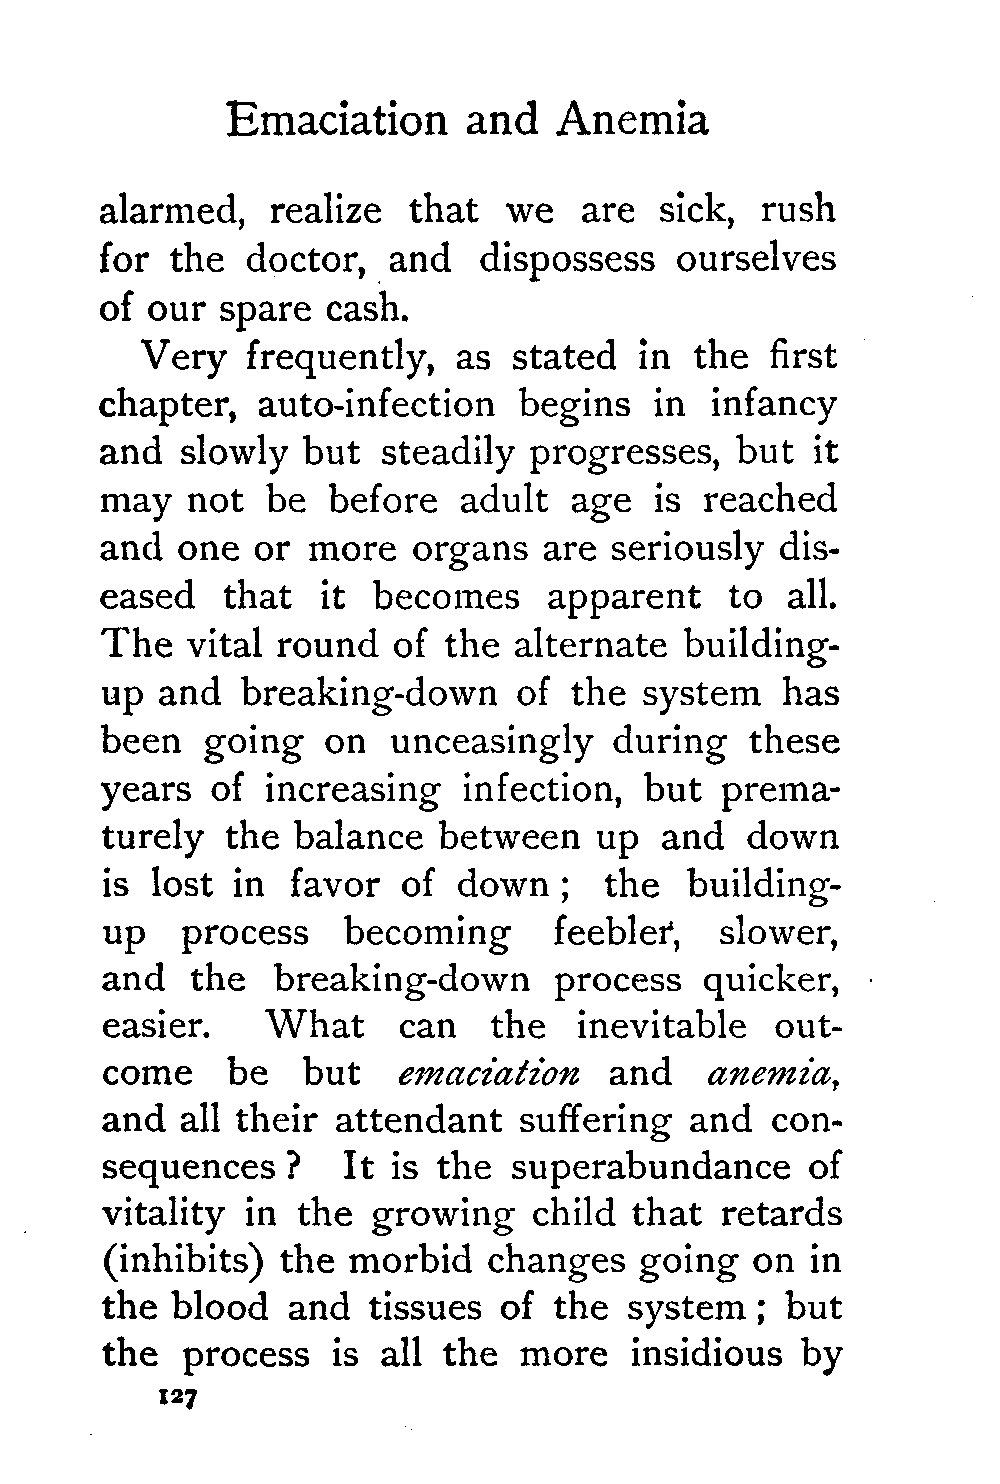 Emaciation and Anemia
alarmed, realize that we are sick, rush
for the doctor, and dispossess ourselves
of our spare cash.
Very frequently, as stated in the first
chapter, auto-infection begins in infancy
and slowly but steadily progresses, but it
may not be before adult age is reached
and one or more organs are seriously dis-
eased that it becomes apparent to all.
The vital round of the alternate building-
up and breaking-down of the system has
been going on unceasingly during these
years of increasing infection, but prema-
turely the balance between up and down
is lost in favor of down ; the building-
up process becoming feebler, slower,
and the breaking-down process quicker,
easier. What can the inevitable out-
come be but emaciation and anemia,
and all their attendant suffering and con-
sequences ? It is the superabundance of
vitality in the growing child that retards
(inhibits) the morbid changes going on in
the blood and tissues of the system ; but
the process is all the more insidious by
127